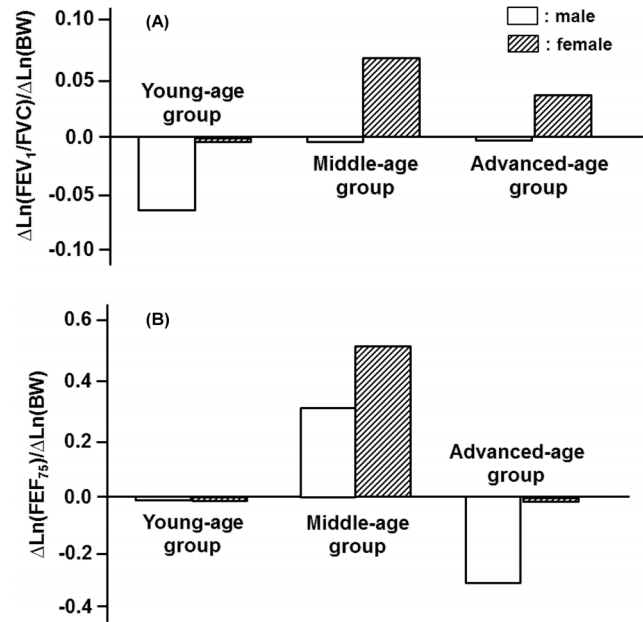 (A)
: male
: female
ΔLn(FEV₁/FVC)/ΔLn(BW)
0.10
0.05
0.0
-0.05
-0.10
Young-age
group
Middle-age
group
Advanced-age
group
(B)
ΔLn(FEF₇₅)/ΔLn(BW)
0.6
0.4
0.2
0.0
-0.2
-0.4
Young-age
group
Middle-age
group
Advanced-age
group